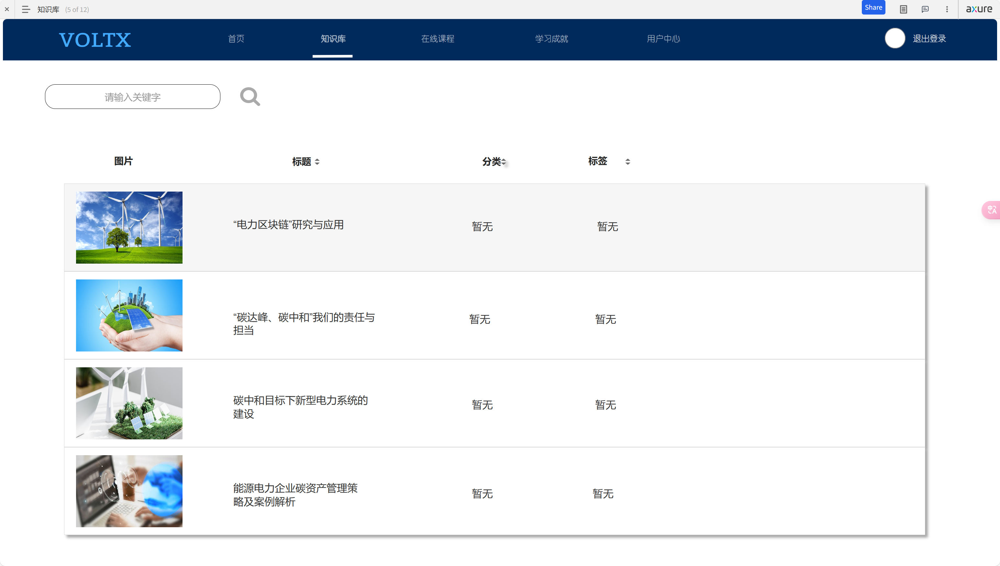 知识库 (5 of 12)
Share
axure
VOLTX
首页
知识库
在线课程
学习成就
用户中心
退出登录
请输入关键字
图片
标题
分类
标签
“电力区块链”研究与应用
暂无
暂无
“碳达峰、碳中和”我们的责任与
担当
暂无
暂无
碳中和目标下新型电力系统的
建设
暂无
暂无
能源电力企业碳资产管理策
略及案例解析
暂无
暂无
中A